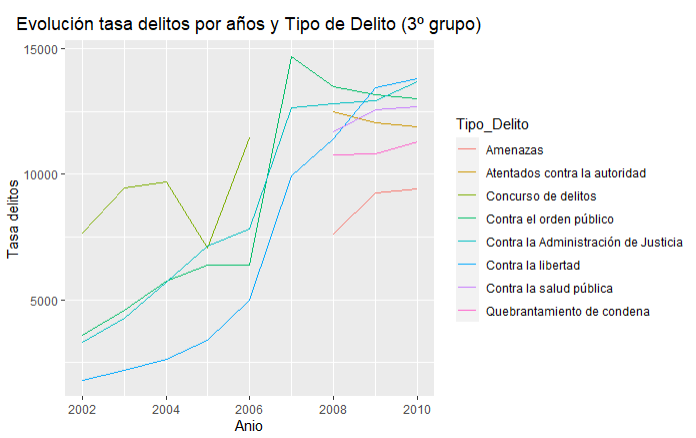 Evolución tasa delitos por años y Tipo de Delito (3º grupo)
15000
10000
5000
Tasa delitos
2002
2004
2006
2008
2010
Anio
Tipo_Delito
Amenazas
Atentados contra la autoridad
Concurso de delitos
Contra el orden público
Contra la Administración de Justicia
Contra la libertad
Contra la salud pública
Quebrantamiento de condena